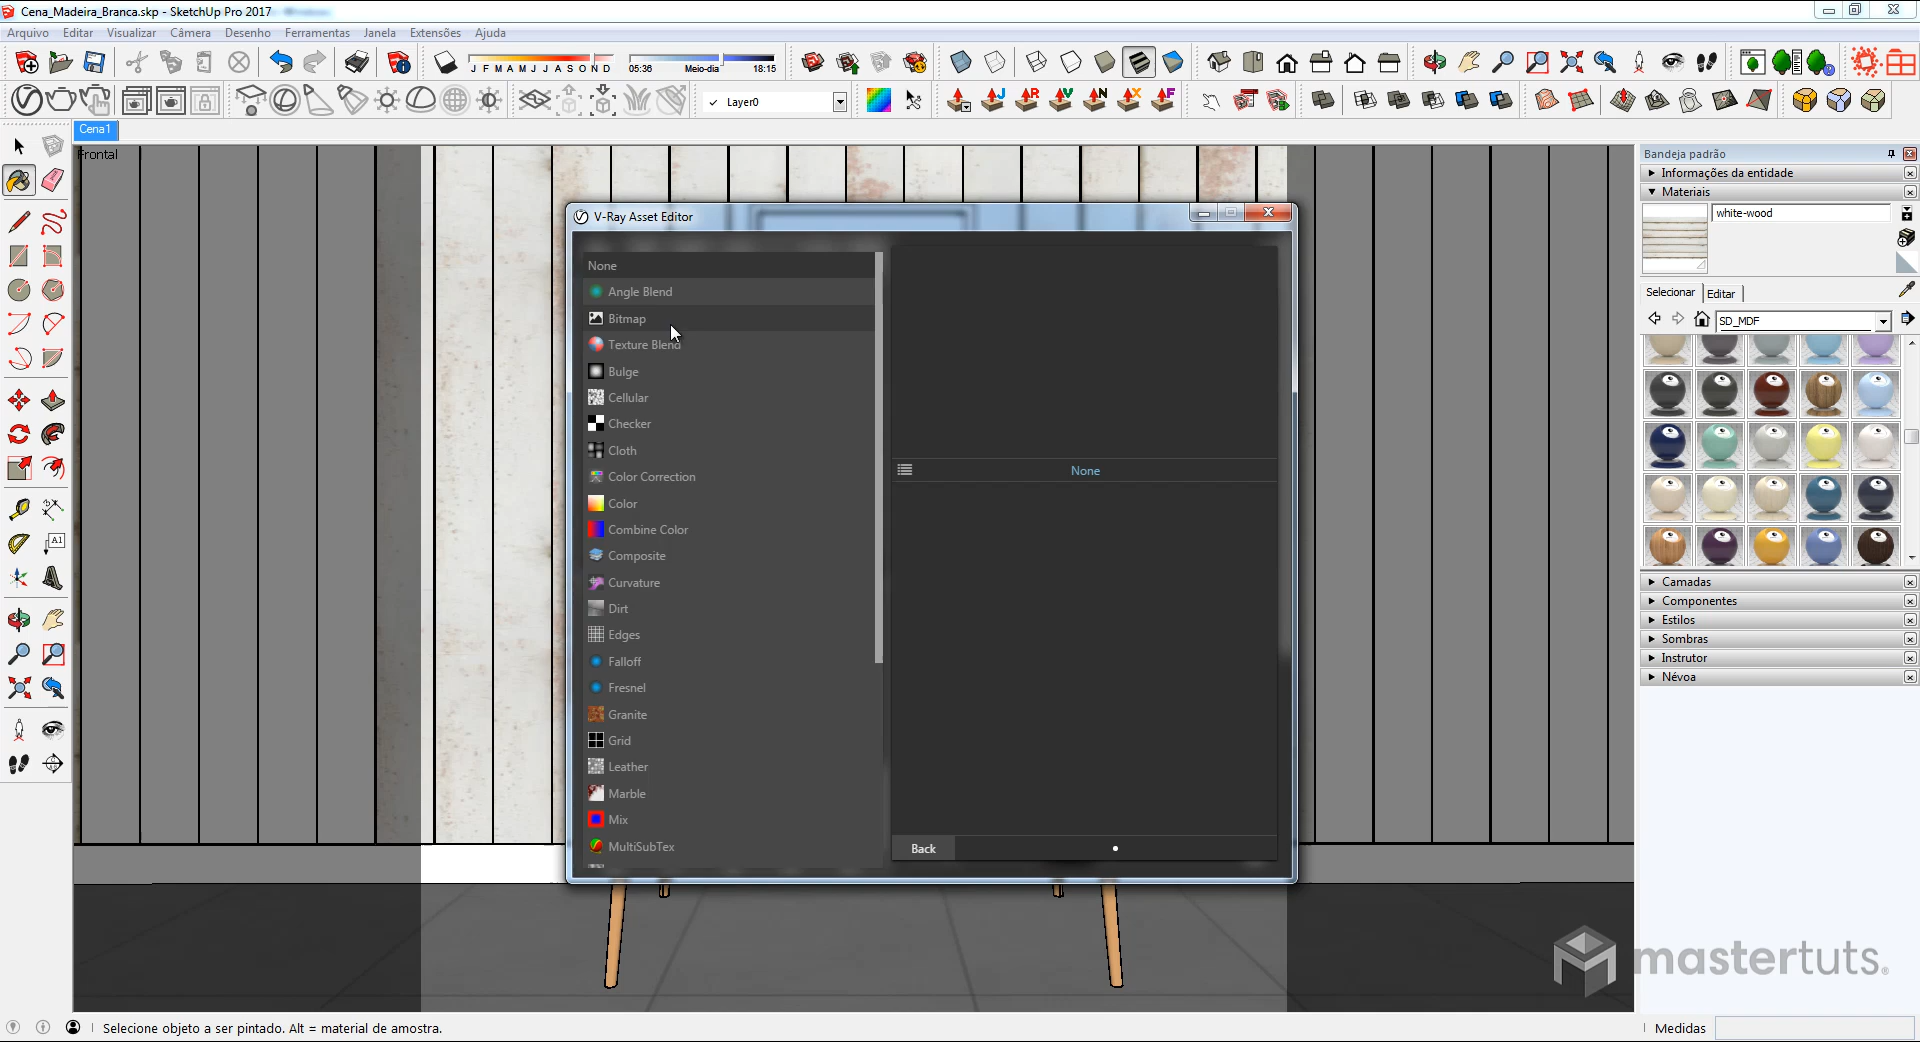 Cena_Madeira_Branca.skp - SketchUp Pro 2017
Arquivo Editar Visualizar Câmera Desenho Ferramentas Janela Extensões Ajuda
J F M A M J J A S O N D
05:36 Meio-dia 18:15
Layer0
J R V N X F
Cena1
Frontal
A1
V-Ray Asset Editor
None
Angle Blend
Bitmap
Texture Blend
Bulge
Cellular
Checker
Cloth
Color Correction
Color
Combine Color
Composite
Curvature
Dirt
Edges
Falloff
Fresnel
Granite
Grid
Leather
Marble
Mix
MultiSubTex
None
Back
Bandeja padrão
Informações da entidade
Materiais
white-wood
Selecionar Editar
SD_MDF
Camadas
Componentes
Estilos
Sombras
Instrutor
Névoa
mastertuts.
Selecione objeto a ser pintado. Alt = material de amostra.
Medidas